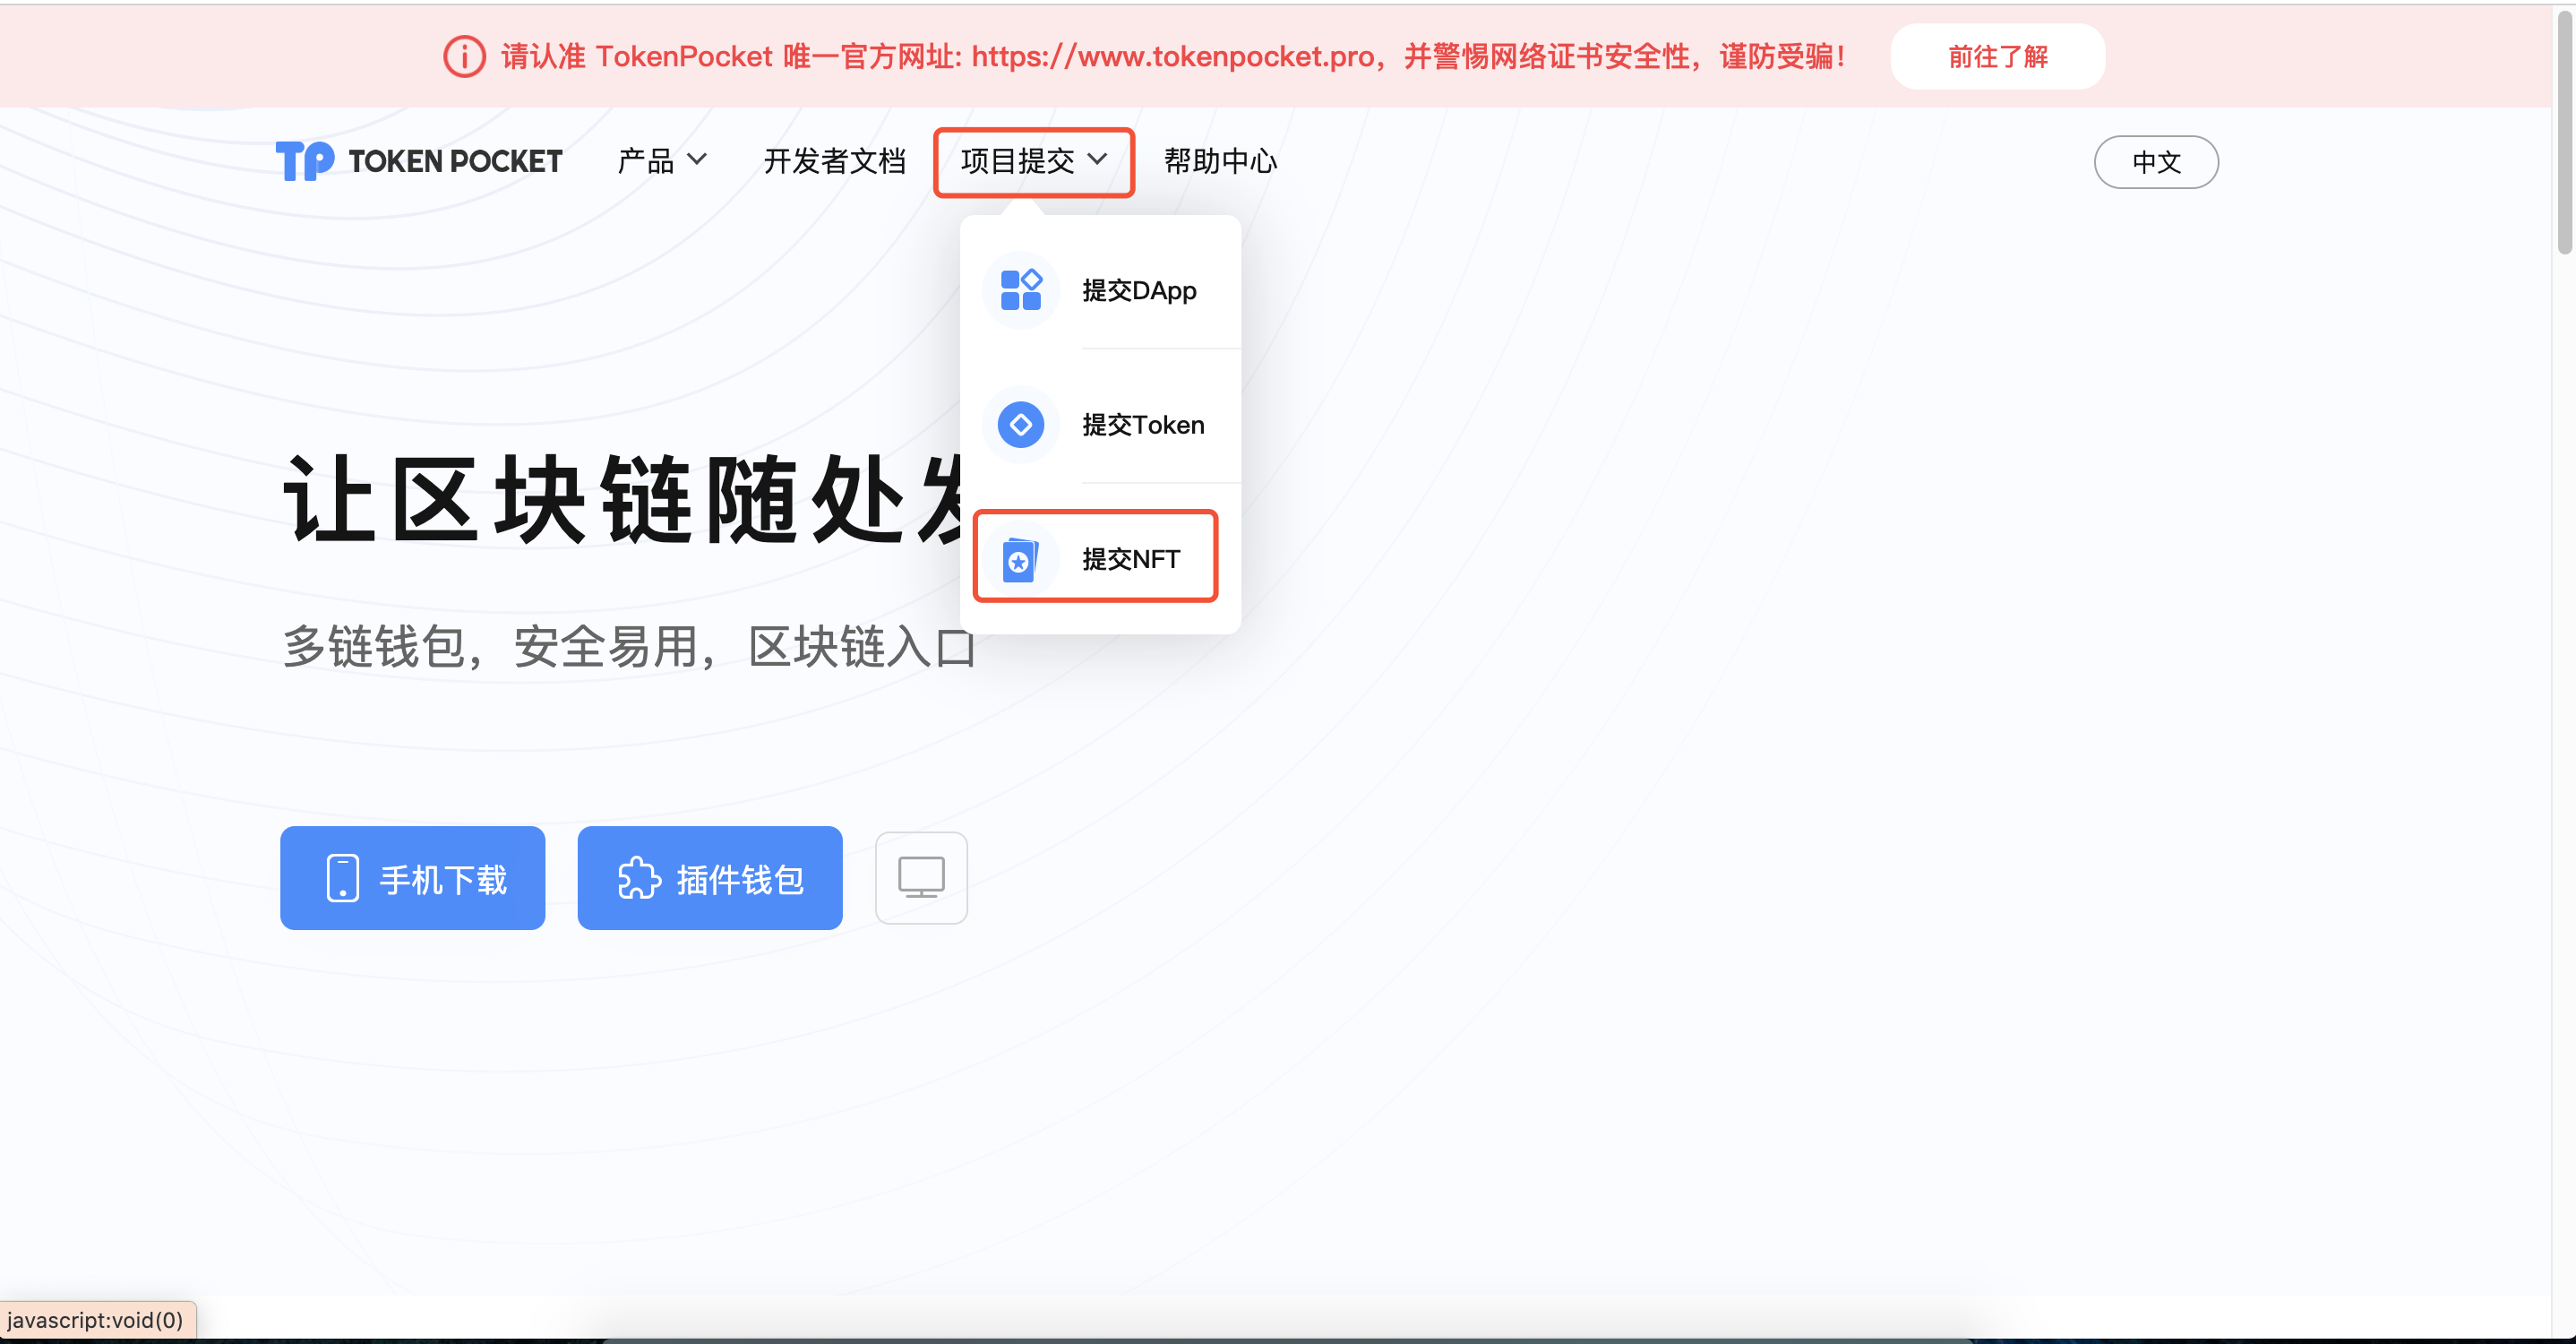 请认准 TokenPocket 唯一官方网址: https://www.tokenpocket.pro，并警惕网络证书安全性，谨防受骗！ 前往了解
TP TOKEN POCKET 产品 开发者文档 项目提交 帮助中心 中文
提交DApp
提交Token
让区块链随处发
提交NFT
多链钱包，安全易用，区块链入口
手机下载 插件钱包
javascript:void(0)